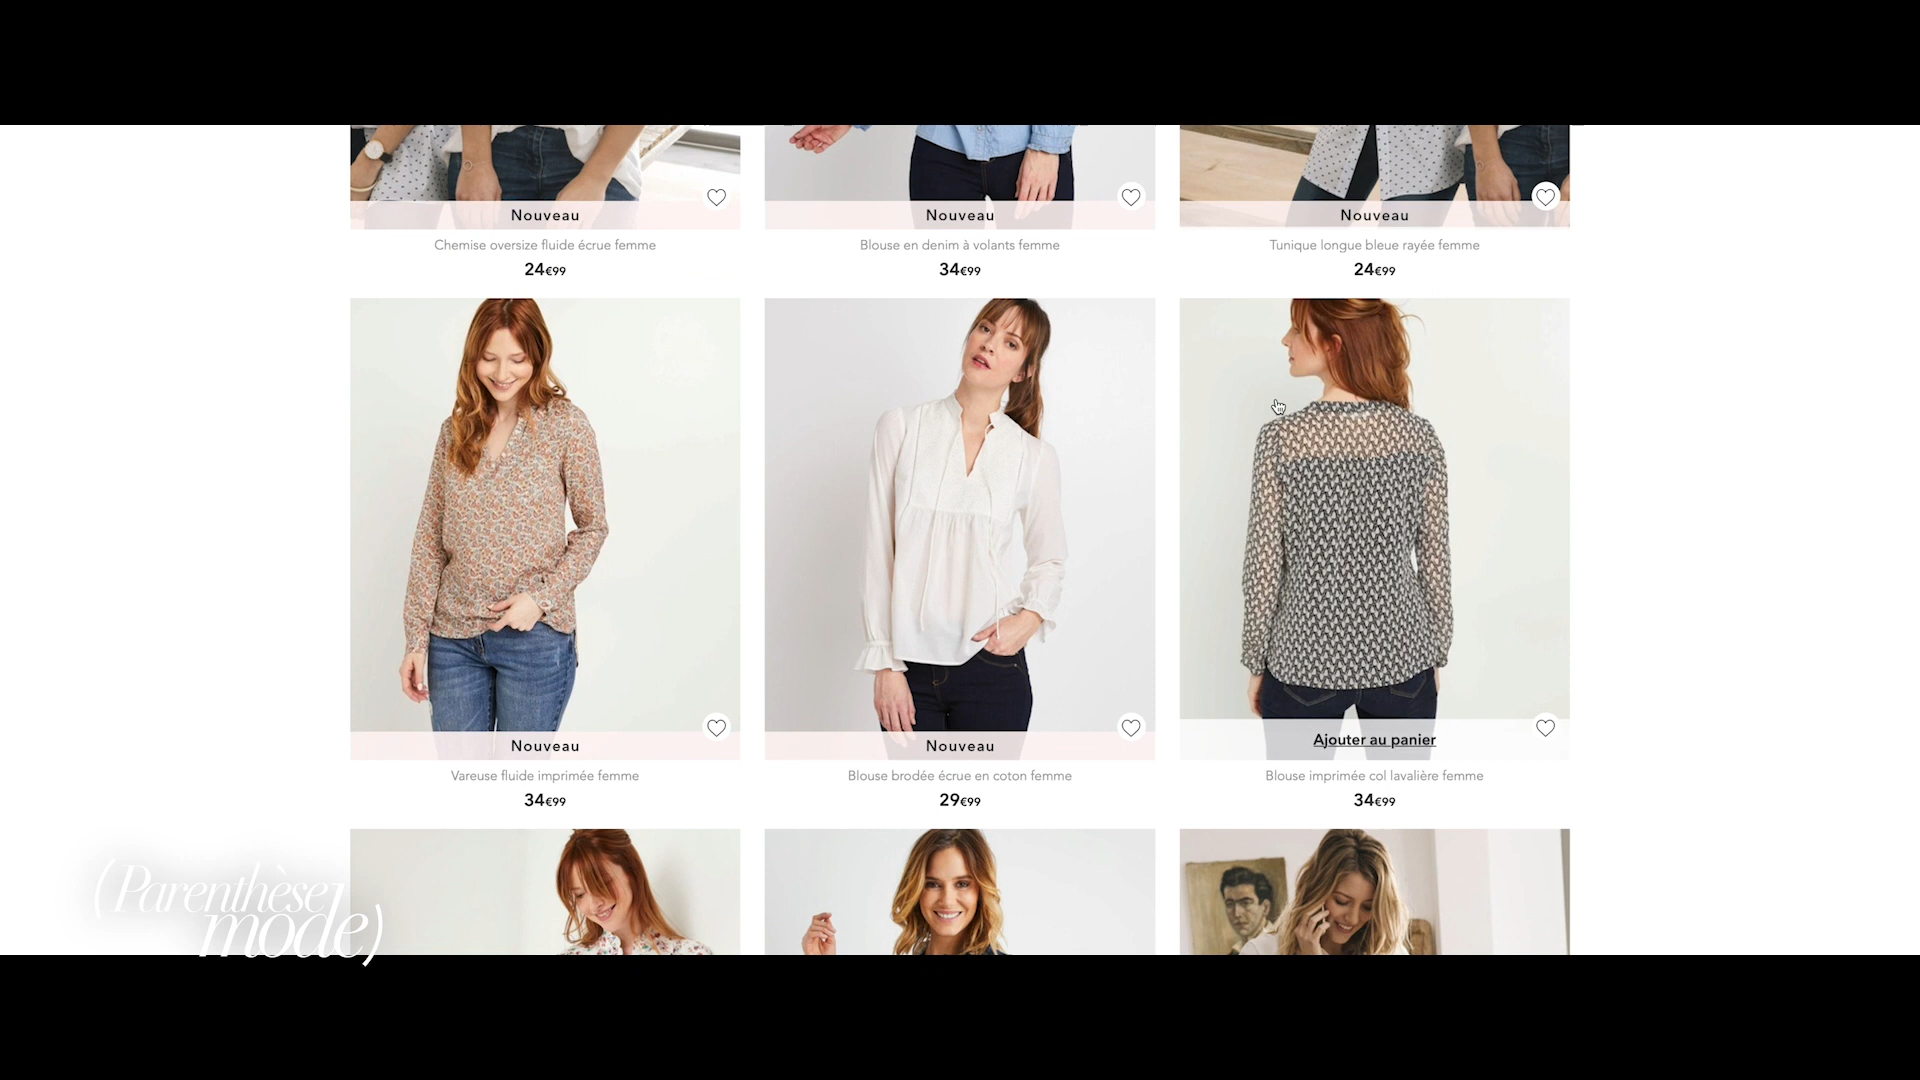 Nouveau
Nouveau
Nouveau
Chemise oversize fluide écrue femme
Blouse en denim à volants femme
Tunique longue bleue rayée femme
24€99
34€99
24€99
Nouveau
Nouveau
Ajouter au panier
Vareuse fluide imprimée femme
Blouse brodée écrue en coton femme
Blouse imprimée col lavalière femme
34€99
29€99
34€99
(Parenthèse
mode)